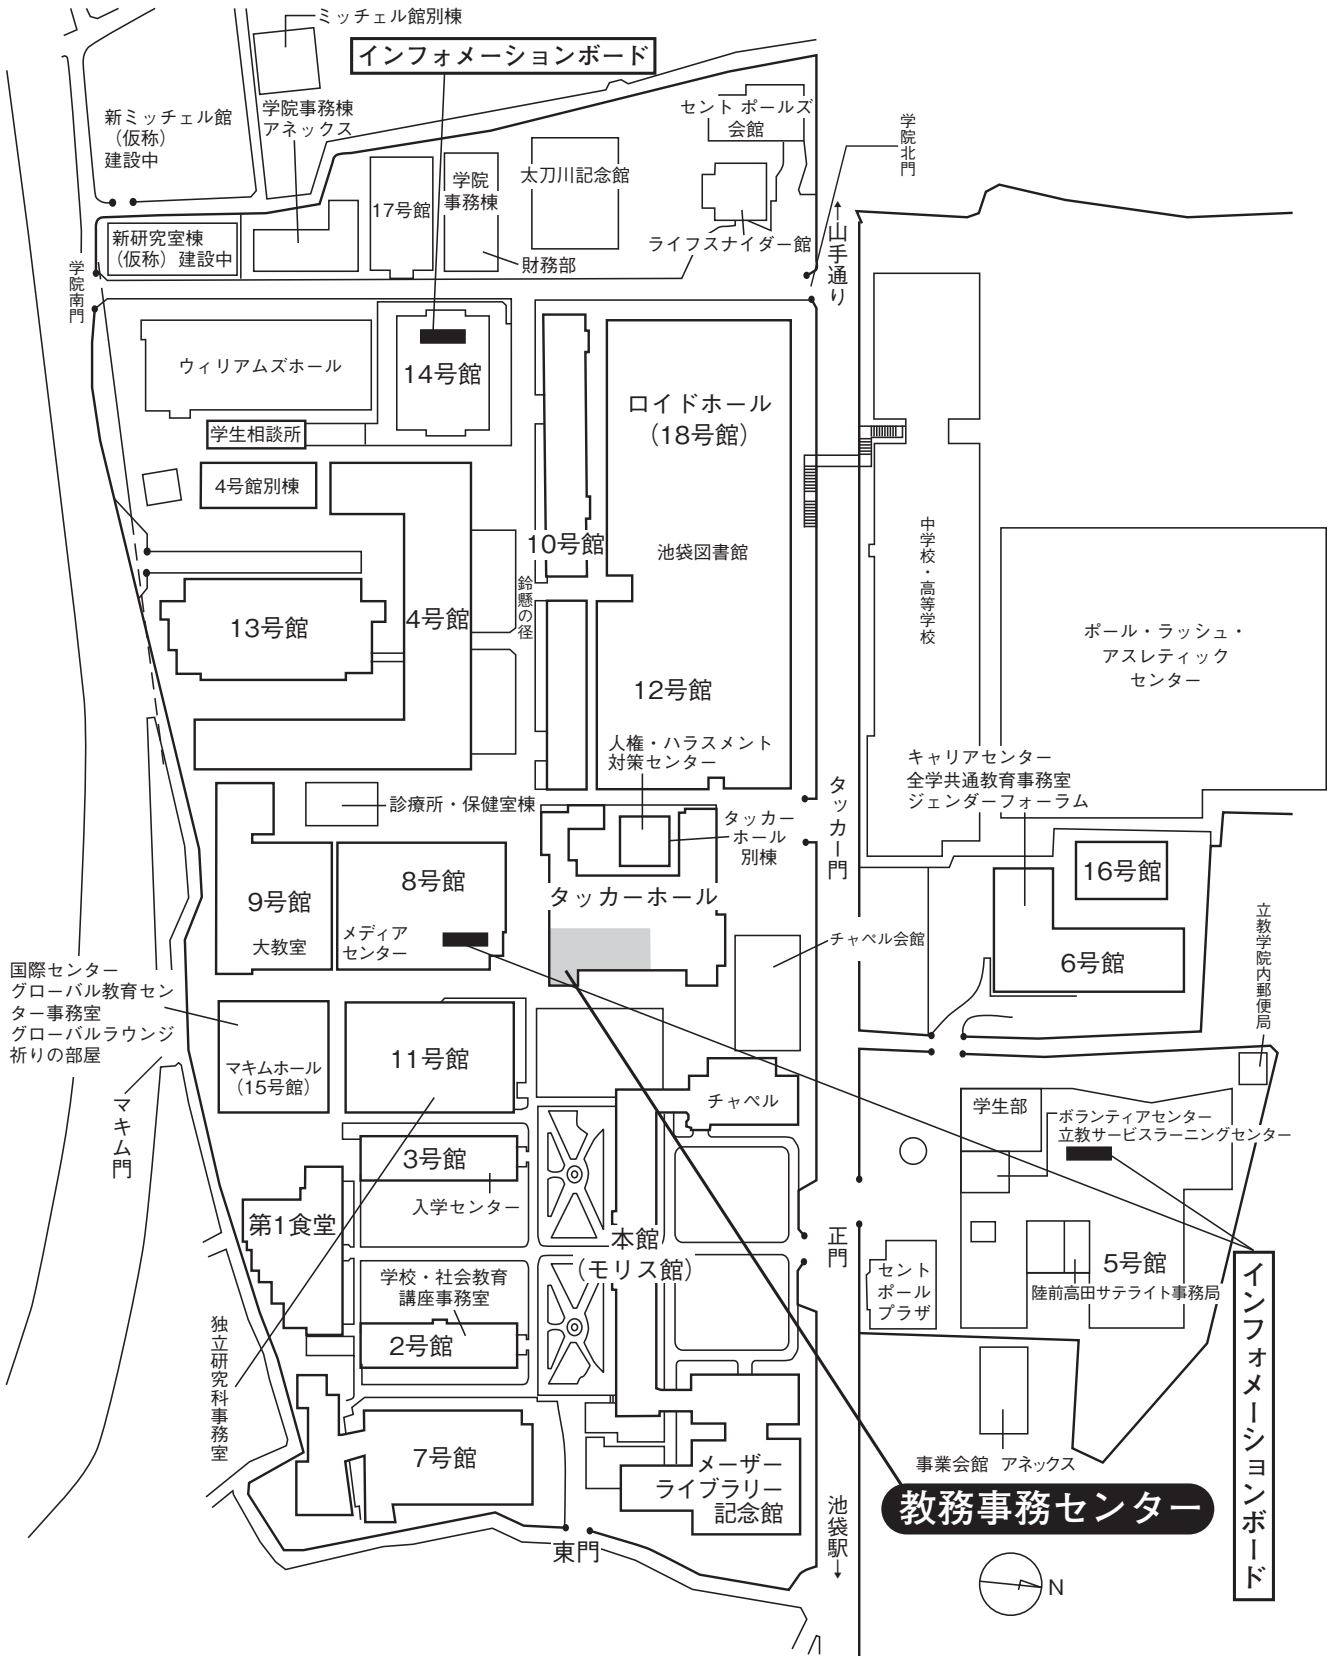 ミッチェル館別棟
インフォメーションボード
新ミッチェル館
(仮称)
建設中
学院事務棟
アネックス
セント ポールズ
会館
学院北門
17号館
学院
事務棟
太刀川記念館
ライフスナイダー館
財務部
新研究室棟
(仮称)建設中
学院南門
←山手通り
ウィリアムズホール
14号館
ロイドホール
(18号館)
学生相談所
4号館別棟
10号館
池袋図書館
中学校・高等学校
鈴懸の径
13号館
4号館
ポール・ラッシュ・
アスレティック
センター
12号館
人権・ハラスメント
対策センター
キャリアセンター
全学共通教育事務室
ジェンダーフォーラム
診療所・保健室棟
タッカー
ホール
別棟
タッカー門
16号館
8号館
タッカーホール
9号館
大教室
メディア
センター
チャペル会館
6号館
立教学院内郵便局
国際センター
グローバル教育セン
ター事務室
グローバルラウンジ
祈りの部屋
マキムホール
(15号館)
11号館
チャペル
学生部
ボランティアセンター
立教サービスラーニングセンター
マキム門
3号館
入学センター
第1食堂
本館
(モリス館)
正門
セント
ポール
プラザ
5号館
陸前高田サテライト事務局
学校・社会教育
講座事務室
2号館
独立研究科事務室
インフォメーションボード
7号館
メーザー
ライブラリー
記念館
事業会館 アネックス
教務事務センター
池袋駅→
東門
N